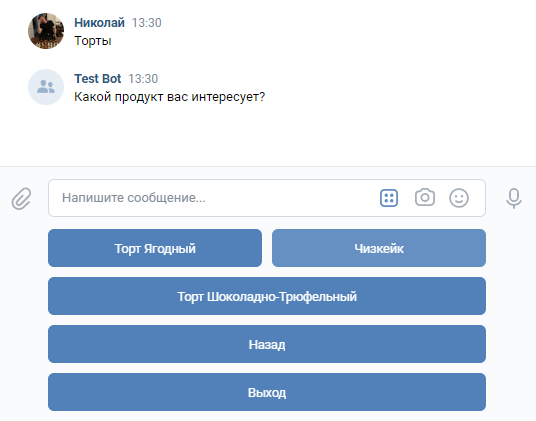 Николай 13:30
Торты
Test Bot 13:30
Какой продукт вас интересует?
Напишите сообщение...
Торт Ягодный
Чизкейк
Торт Шоколадно-Трюфельный
Назад
Выход